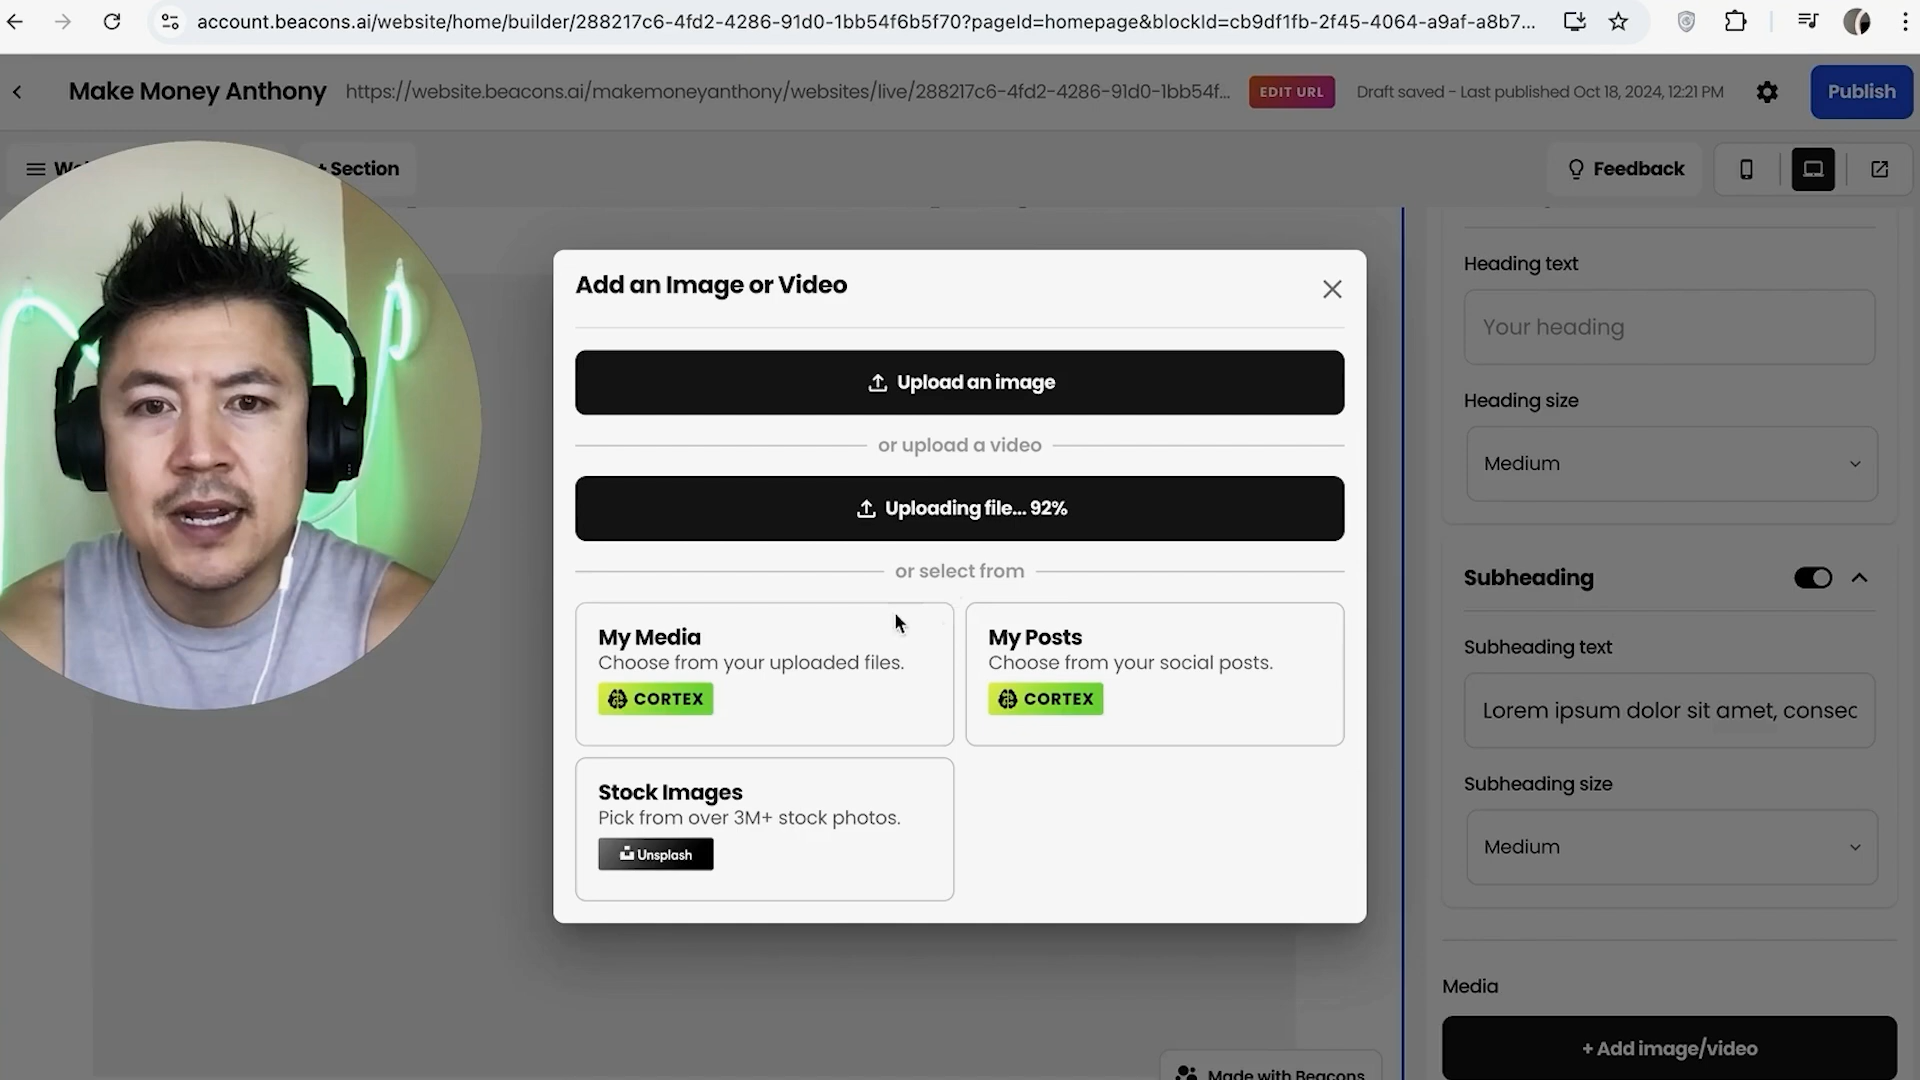 account.beacons.ai/website/home/builder/288217c6-4fd2-4286-91d0-1bb54f6b5f70?pageId=homepage&blockId=cb9df1fb-2f45-4064-a9af-a8b7...
Make Money Anthony
https://website.beacons.ai/makemoneyanthony/websites/live/288217c6-4fd2-4286-91d0-1bb54f...
EDIT URL
Draft saved - Last published Oct 18, 2024, 12:21 PM
Publish
Section
Feedback
Add an Image or Video
Upload an image
or upload a video
Uploading file... 92%
or select from
My Media
Choose from your uploaded files.
CORTEX
My Posts
Choose from your social posts.
CORTEX
Stock Images
Pick from over 3M+ stock photos.
Unsplash
Heading text
Your heading
Heading size
Medium
Subheading
Subheading text
Lorem ipsum dolor sit amet, consec
Subheading size
Medium
Media
+ Add image/video
Made with Beacons